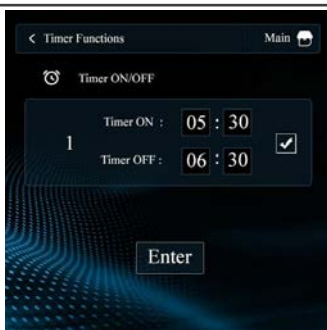 Timer Functions Main
Timer ON/OFF
1
Timer ON : 05 : 30
Timer OFF : 06 : 30
Enter